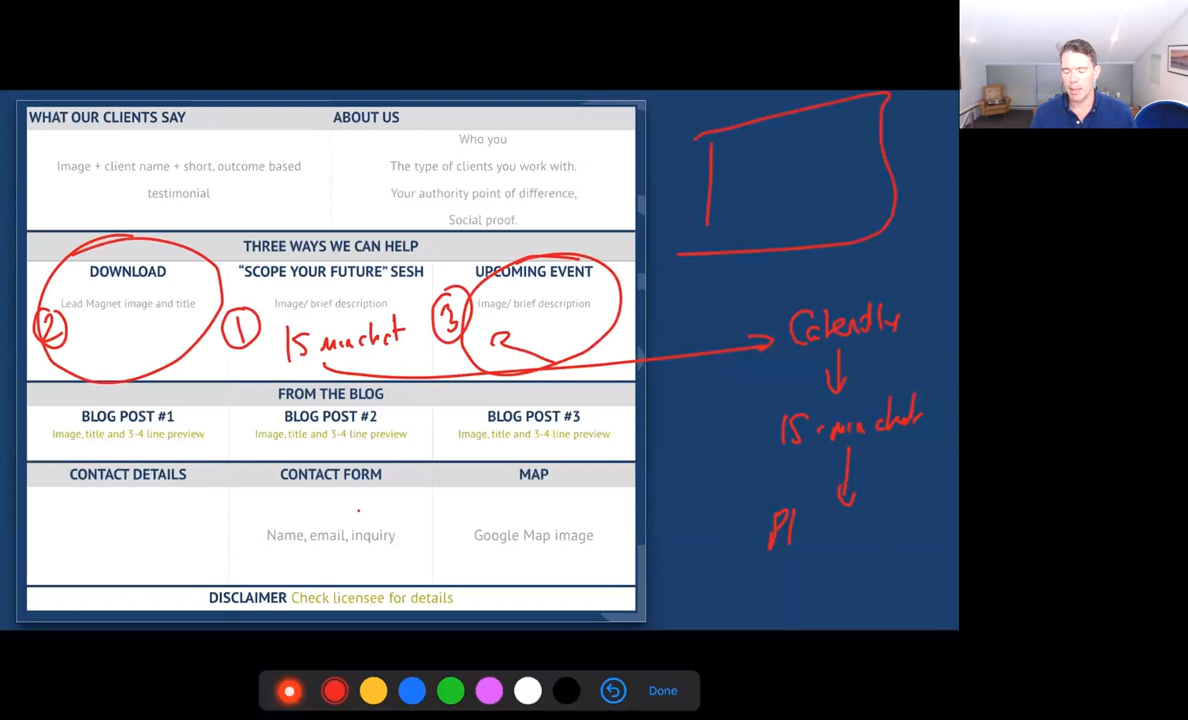 WHAT OUR CLIENTS SAY
Image + client name + short, outcome based
testimonial
ABOUT US
Who you
The type of clients you work with.
Your authority point of difference,
Social proof.
THREE WAYS WE CAN HELP
DOWNLOAD
Lead Magnet image and title
2
“SCOPE YOUR FUTURE” SESH
Image/ brief description
1
15 min chat
UPCOMING EVENT
Image/ brief description
3
Calendly
15-min chat
PI
FROM THE BLOG
BLOG POST #1
Image, title and 3-4 line preview
BLOG POST #2
Image, title and 3-4 line preview
BLOG POST #3
Image, title and 3-4 line preview
CONTACT DETAILS
CONTACT FORM
Name, email, inquiry
MAP
Google Map image
DISCLAIMER Check licensee for details
Done